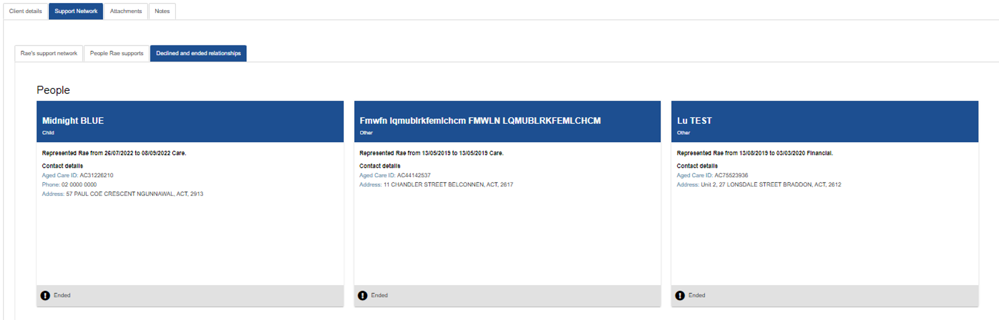 Client details
Support Network
Attachments
Notes
Rae's support network
People Rae supports
Declined and ended relationships
People
Midnight BLUE
Child
Represented Rae from 26/07/2022 to 08/09/2022 Care.
Contact details
Aged Care ID: AC31226210
Phone: 02 0000 0000
Address: 57 PAUL COE CRESCENT NGUNNAWAL, ACT, 2913
Ended
Fmwfn lqmublrkfemlchcm FMWLN LQMUBLRKFEMLCHCM
Other
Represented Rae from 13/05/2019 to 13/05/2019 Care.
Contact details
Aged Care ID: AC44142537
Address: 11 CHANDLER STREET BELCONNEN, ACT, 2617
Ended
Lu TEST
Other
Represented Rae from 13/08/2019 to 03/03/2020 Financial.
Contact details
Aged Care ID: AC75523936
Address: Unit 2, 27 LONSDALE STREET BRADDON, ACT, 2612
Ended